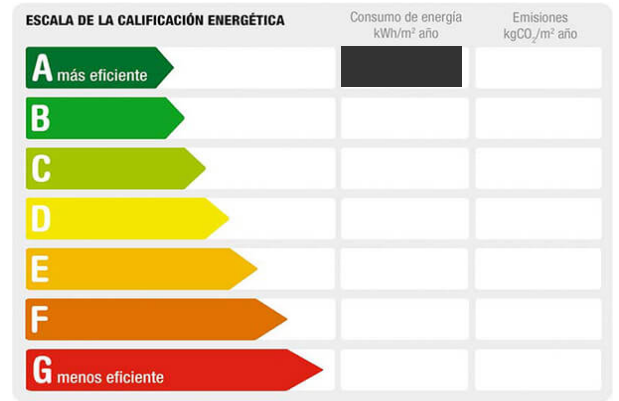 ESCALA DE LA CALIFICACIÓN ENERGÉTICA
Consumo de energía
kWh/m² año
Emisiones
kgCO₂/m² año
A más eficiente
B
C
D
E
F
G menos eficiente